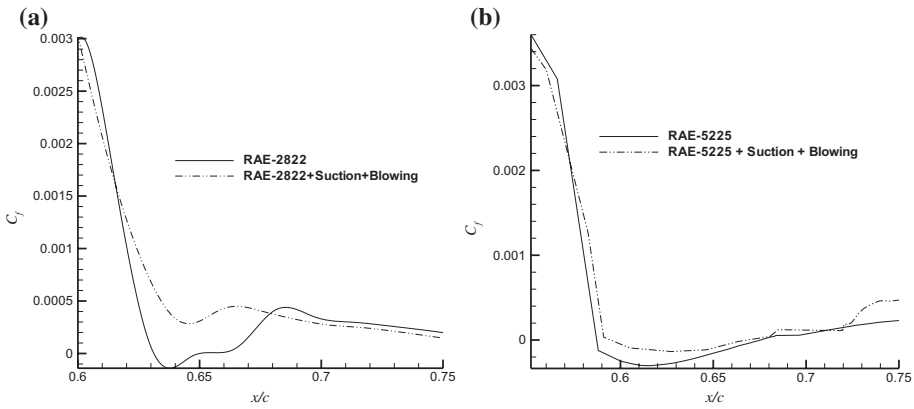 (a)
0.003
0.0025
0.002
0.0015
0.001
0.0005
0
C_f
RAE-2822
RAE-2822+Suction+Blowing
0.6
0.65
0.7
0.75
x/c
(b)
0.003
0.002
0.001
0
C_f
RAE-5225
RAE-5225 + Suction + Blowing
0.6
0.65
0.7
0.75
x/c